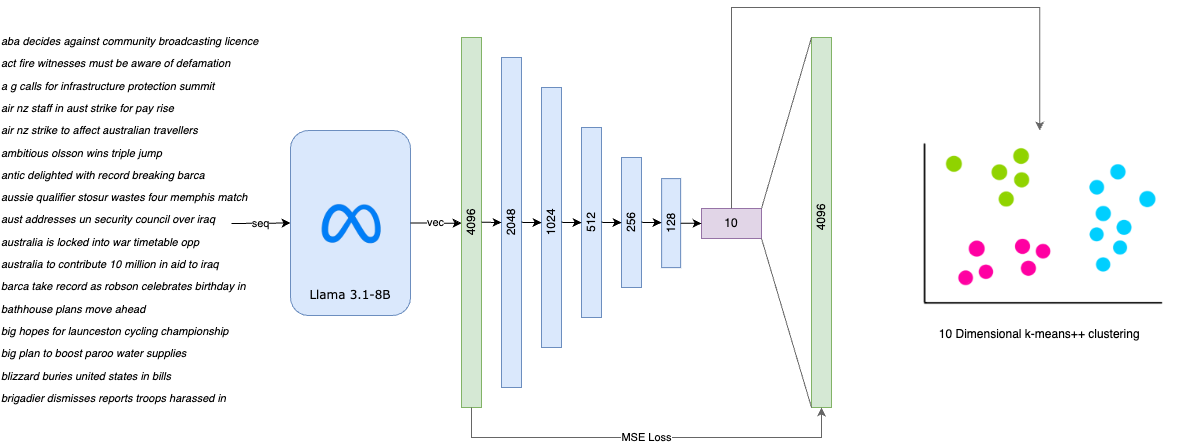 aba decides against community broadcasting licence
act fire witnesses must be aware of defamation
a g calls for infrastructure protection summit
air nz staff in aust strike for pay rise
air nz strike to affect australian travellers
ambitious olsson wins triple jump
antic delighted with record breaking barca
aussie qualifier stosur wastes four memphis match
aust addresses un security council over iraq
australia is locked into war timetable opp
australia to contribute 10 million in aid to iraq
barca take record as robson celebrates birthday in
bathhouse plans move ahead
big hopes for launceston cycling championship
big plan to boost paroo water supplies
blizzard buries united states in bills
brigadier dismisses reports troops harassed in
seq
Llama 3.1-8B
vec
4096
2048
1024
512
256
128
10
4096
MSE Loss
10 Dimensional k-means++ clustering